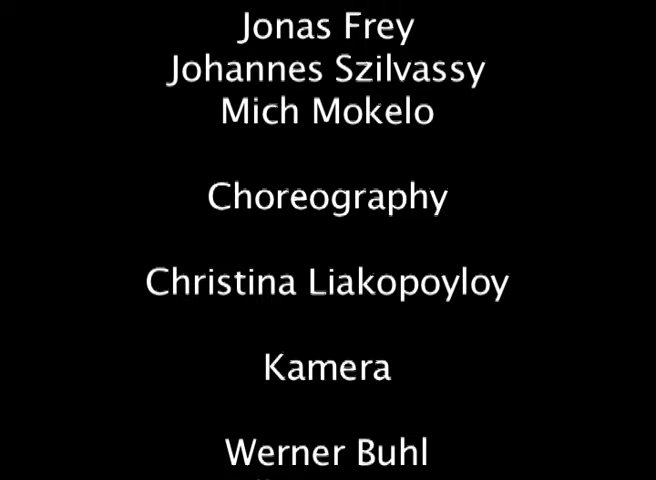 Jonas Frey
Johannes Szilvassy
Mich Mokelo
Choreography
Christina Liakopoyloy
Kamera
Werner Buhl